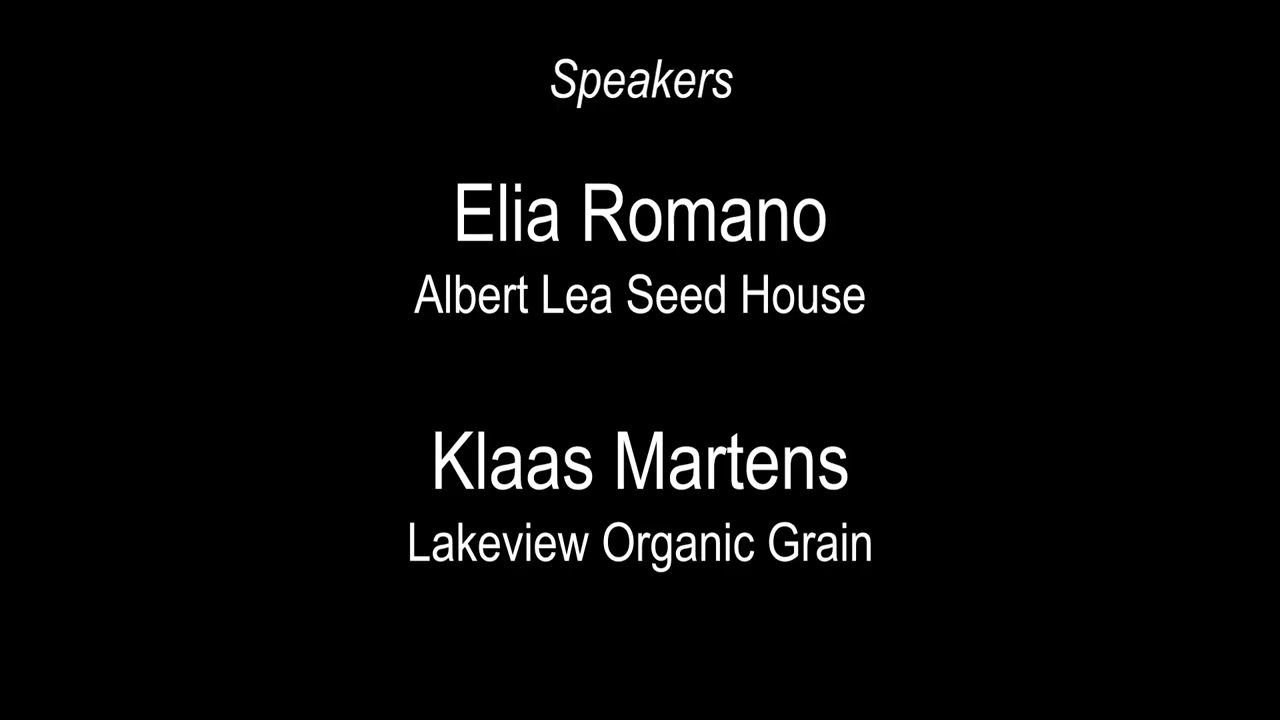 Speakers
Elia Romano
Albert Lea Seed House
Klaas Martens
Lakeview Organic Grain